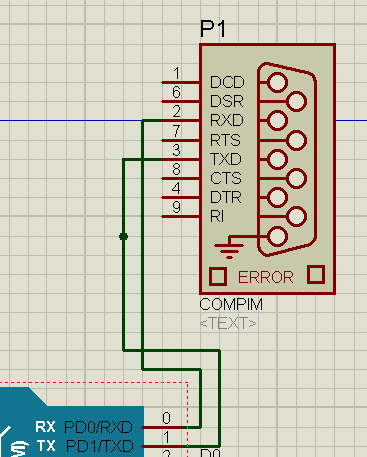 P1
1 DCD
6 DSR
2 RXD
7 RTS
3 TXD
8 CTS
4 DTR
9 RI
ERROR
COMPIM
<TEXT>
RX PD0/RXD 0
TX PD1/TXD 1
2